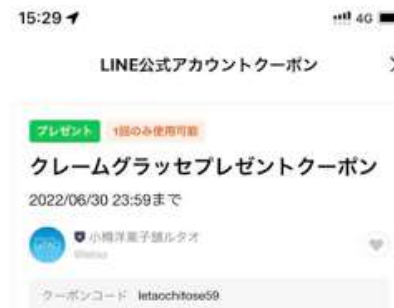 15:29
4G
LINE公式アカウントクーポン
プレゼント 1回のみ使用可能
クレームグラッセプレゼントクーポン
2022/06/30 23:59まで
小樽洋菓子舗ルタオ
クーポンコード letaochitose59